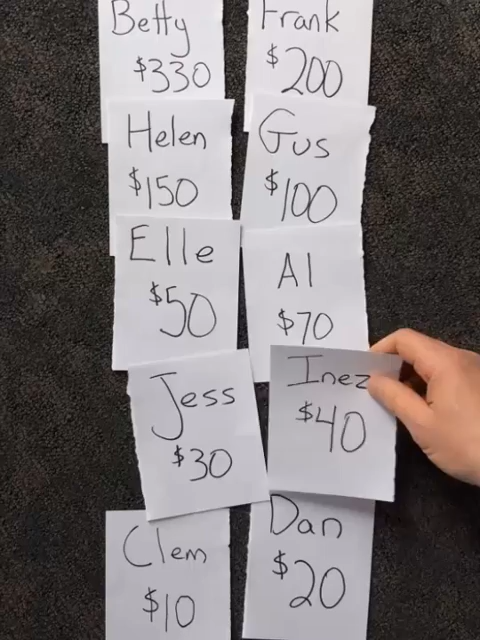 Betty
$330
Frank
$200
Helen
$150
Gus
$100
Elle
$50
Al
$70
Jess
$30
Inez
$40
Clem
$10
Dan
$20